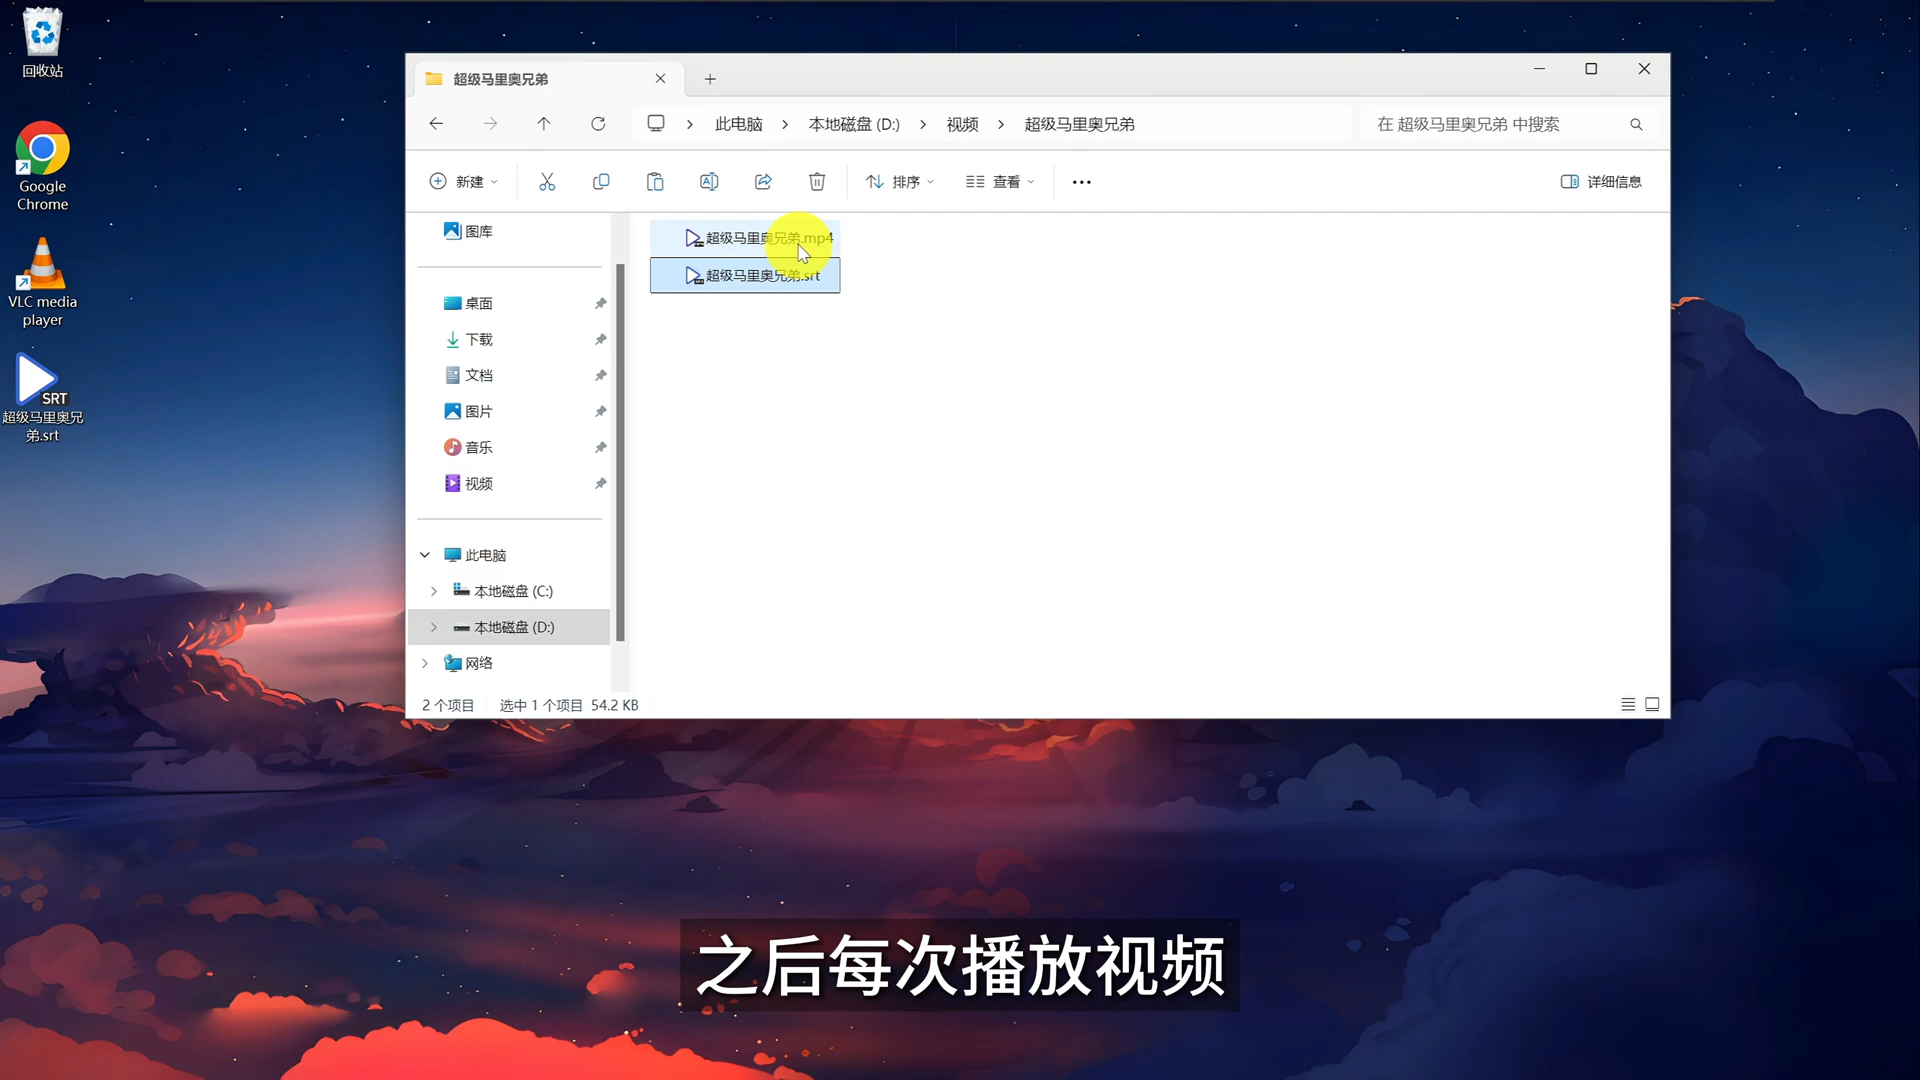 回收站
Google
Chrome
VLC media
player
SRT
超级马里奥兄
弟.srt
超级马里奥兄弟
此电脑
本地磁盘 (D:)
视频
超级马里奥兄弟
在 超级马里奥兄弟 中搜索
新建
排序
查看
详细信息
图库
桌面
下载
文档
图片
音乐
视频
此电脑
本地磁盘 (C:)
本地磁盘 (D:)
网络
超级马里奥兄弟.mp4
超级马里奥兄弟.srt
2 个项目
选中 1 个项目 54.2 KB
之后每次播放视频